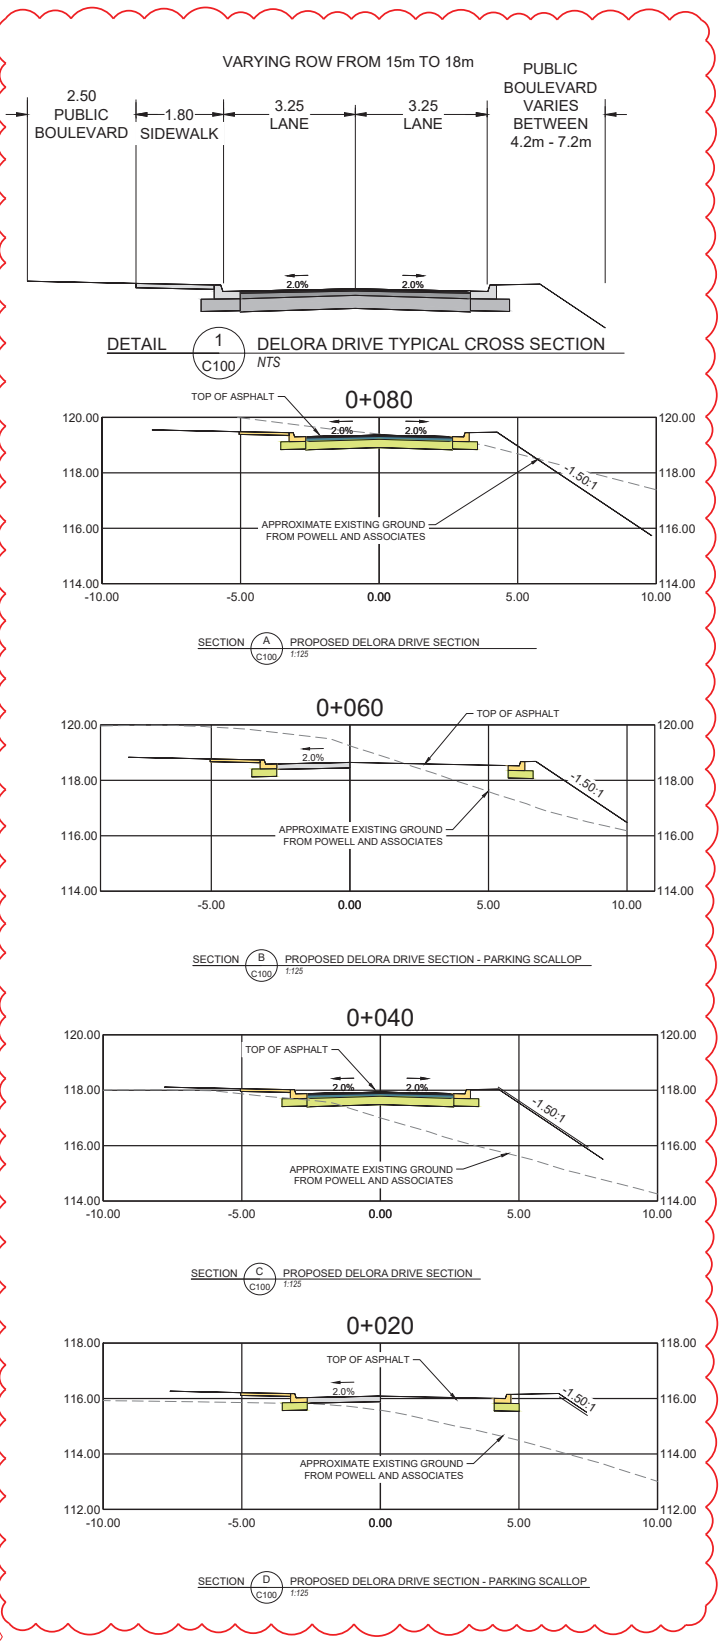 VARYING ROW FROM 15m TO 18m
2.50
PUBLIC
BOULEVARD
1.80
SIDEWALK
3.25
LANE
3.25
LANE
PUBLIC
BOULEVARD
VARIES
BETWEEN
4.2m - 7.2m
2.0%
2.0%
DETAIL
1
C100
DELORA DRIVE TYPICAL CROSS SECTION
NTS
0+080
TOP OF ASPHALT
120.00
120.00
2.0%
2.0%
118.00
118.00
-1.50:1
APPROXIMATE EXISTING GROUND
FROM POWELL AND ASSOCIATES
116.00
116.00
114.00
114.00
-10.00
-5.00
0.00
5.00
10.00
SECTION
A
C100
PROPOSED DELORA DRIVE SECTION
1:125
0+060
TOP OF ASPHALT
120.00
120.00
2.0%
118.00
118.00
-1.50:1
APPROXIMATE EXISTING GROUND
FROM POWELL AND ASSOCIATES
116.00
116.00
114.00
114.00
-5.00
0.00
5.00
10.00
SECTION
B
C100
PROPOSED DELORA DRIVE SECTION - PARKING SCALLOP
1:125
0+040
120.00
120.00
TOP OF ASPHALT
2.0%
2.0%
118.00
118.00
-1.50:1
116.00
116.00
APPROXIMATE EXISTING GROUND
FROM POWELL AND ASSOCIATES
114.00
114.00
-10.00
-5.00
0.00
5.00
10.00
SECTION
C
C100
PROPOSED DELORA DRIVE SECTION
1:125
0+020
118.00
118.00
TOP OF ASPHALT
2.0%
116.00
116.00
-1.50:1
114.00
114.00
APPROXIMATE EXISTING GROUND
FROM POWELL AND ASSOCIATES
112.00
112.00
-10.00
-5.00
0.00
5.00
10.00
SECTION
D
C100
PROPOSED DELORA DRIVE SECTION - PARKING SCALLOP
1:125